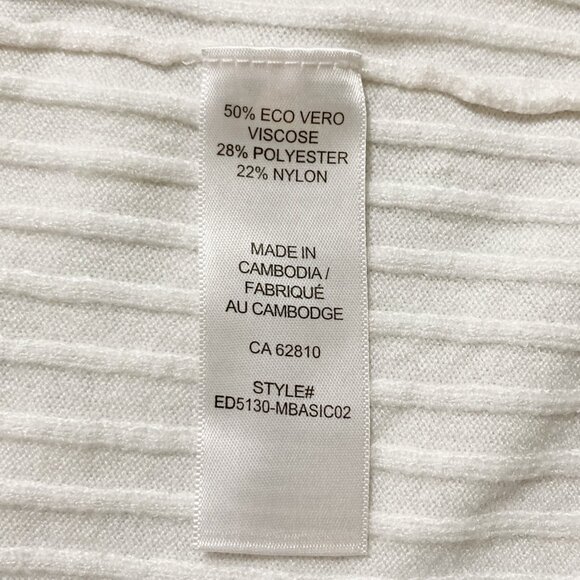 50% ECO VERO
VISCOSE
28% POLYESTER
22% NYLON
MADE IN
CAMBODIA /
FABRIQUÉ
AU CAMBODGE
CA 62810
STYLE#
ED5130-MBASIC02